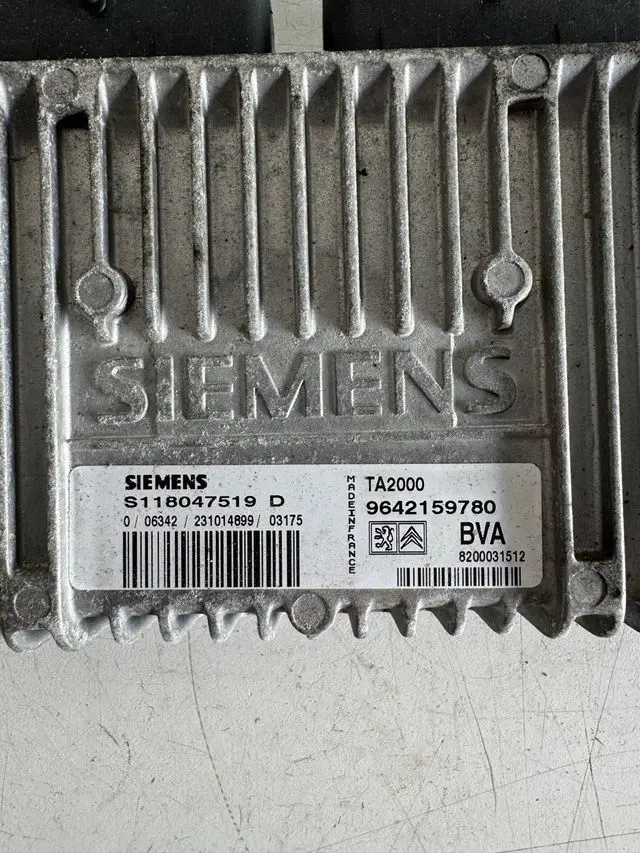 SIEMENS
SIEMENS
S118047519 D
0/ 06342 / 231014899/ 03175
MADEINFRANCE
TA2000
9642159780
BVA
8200031512